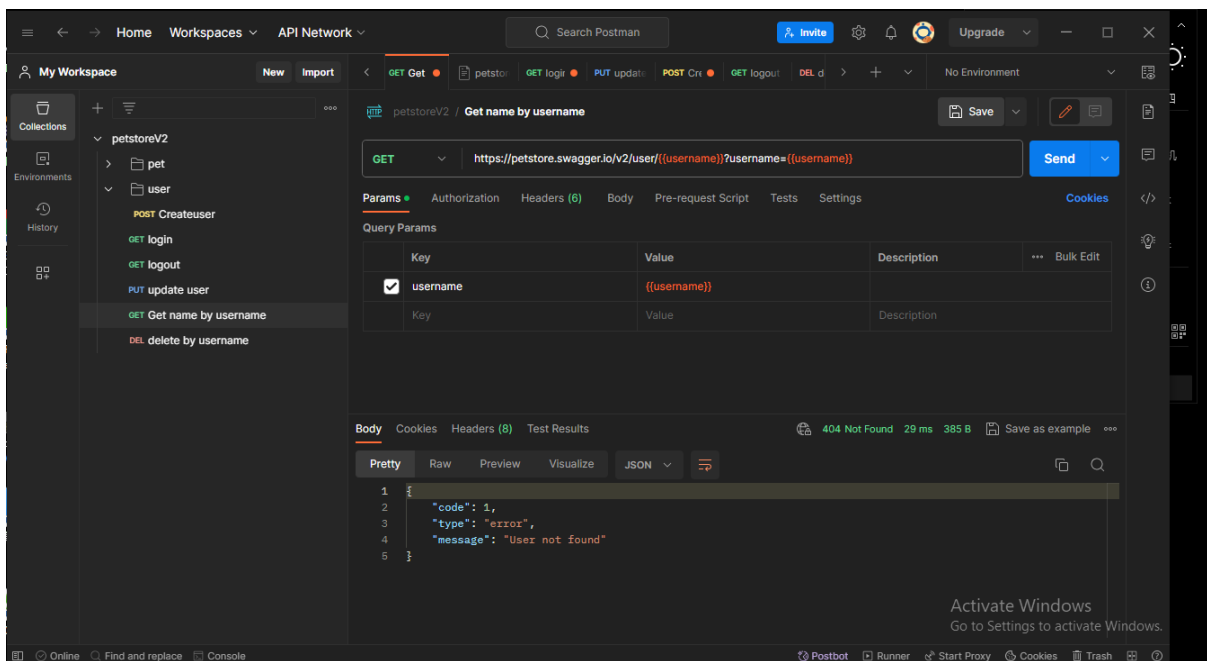 Home Workspaces API Network Search Postman Invite Upgrade
My Workspace New Import GET Get petstor GET login PUT update POST Cre GET logout DEL d No Environment
Collections
Environments
History
petstoreV2
pet
user
POST Createuser
GET login
GET logout
PUT update user
GET Get name by username
DEL delete by username
HTTP petstoreV2 / Get name by username Save
GET https://petstore.swagger.io/v2/user/{{username}}?username={{username}} Send
Params Authorization Headers (6) Body Pre-request Script Tests Settings Cookies
Query Params
Key Value Description Bulk Edit
username {{username}}
Key Value Description
Body Cookies Headers (8) Test Results 404 Not Found 29 ms 385 B Save as example
Pretty Raw Preview Visualize JSON
1 {
2 "code": 1,
3 "type": "error",
4 "message": "User not found"
5 }
Activate Windows
Go to Settings to activate Windows.
Online Find and replace Console Postbot Runner Start Proxy Cookies Trash